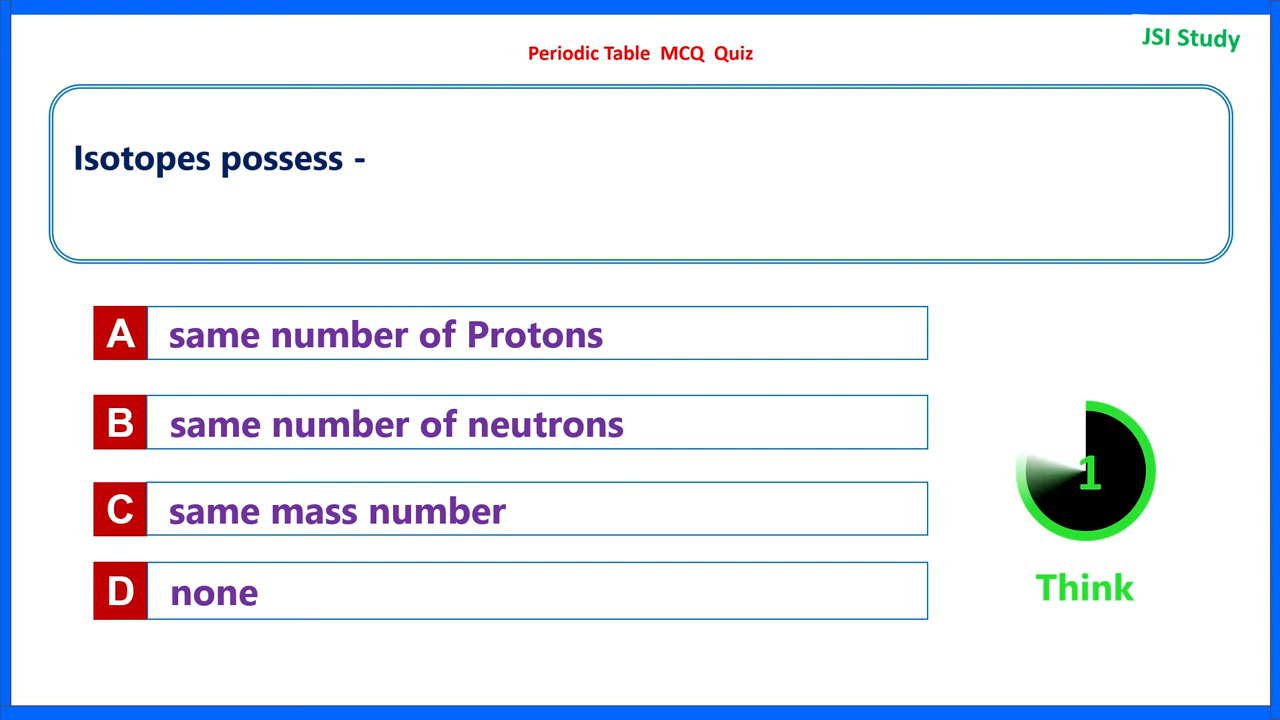 JSI Study
Periodic Table MCQ Quiz
Isotopes possess -
A same number of Protons
B same number of neutrons
C same mass number
D none
1
Think